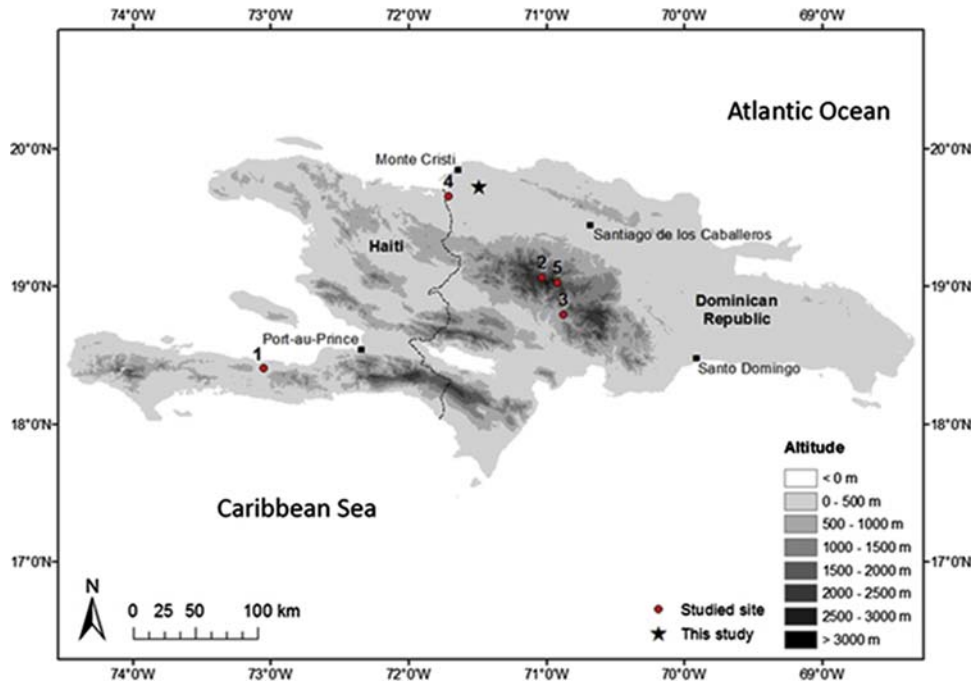 74°0'W 73°0'W 72°0'W 71°0'W 70°0'W 69°0'W
Atlantic Ocean
20°0'N 20°0'N
Monte Cristi
4
Santiago de los Caballeros
Haiti
2 5
19°0'N 19°0'N
3
Dominican
Republic
Port-au-Prince
1
Santo Domingo
18°0'N 18°0'N
Caribbean Sea
Altitude
< 0 m
0 - 500 m
500 - 1000 m
1000 - 1500 m
1500 - 2000 m
2000 - 2500 m
2500 - 3000 m
> 3000 m
17°0'N 17°0'N
N
0 25 50 100 km
Studied site
This study
74°0'W 73°0'W 72°0'W 71°0'W 70°0'W 69°0'W